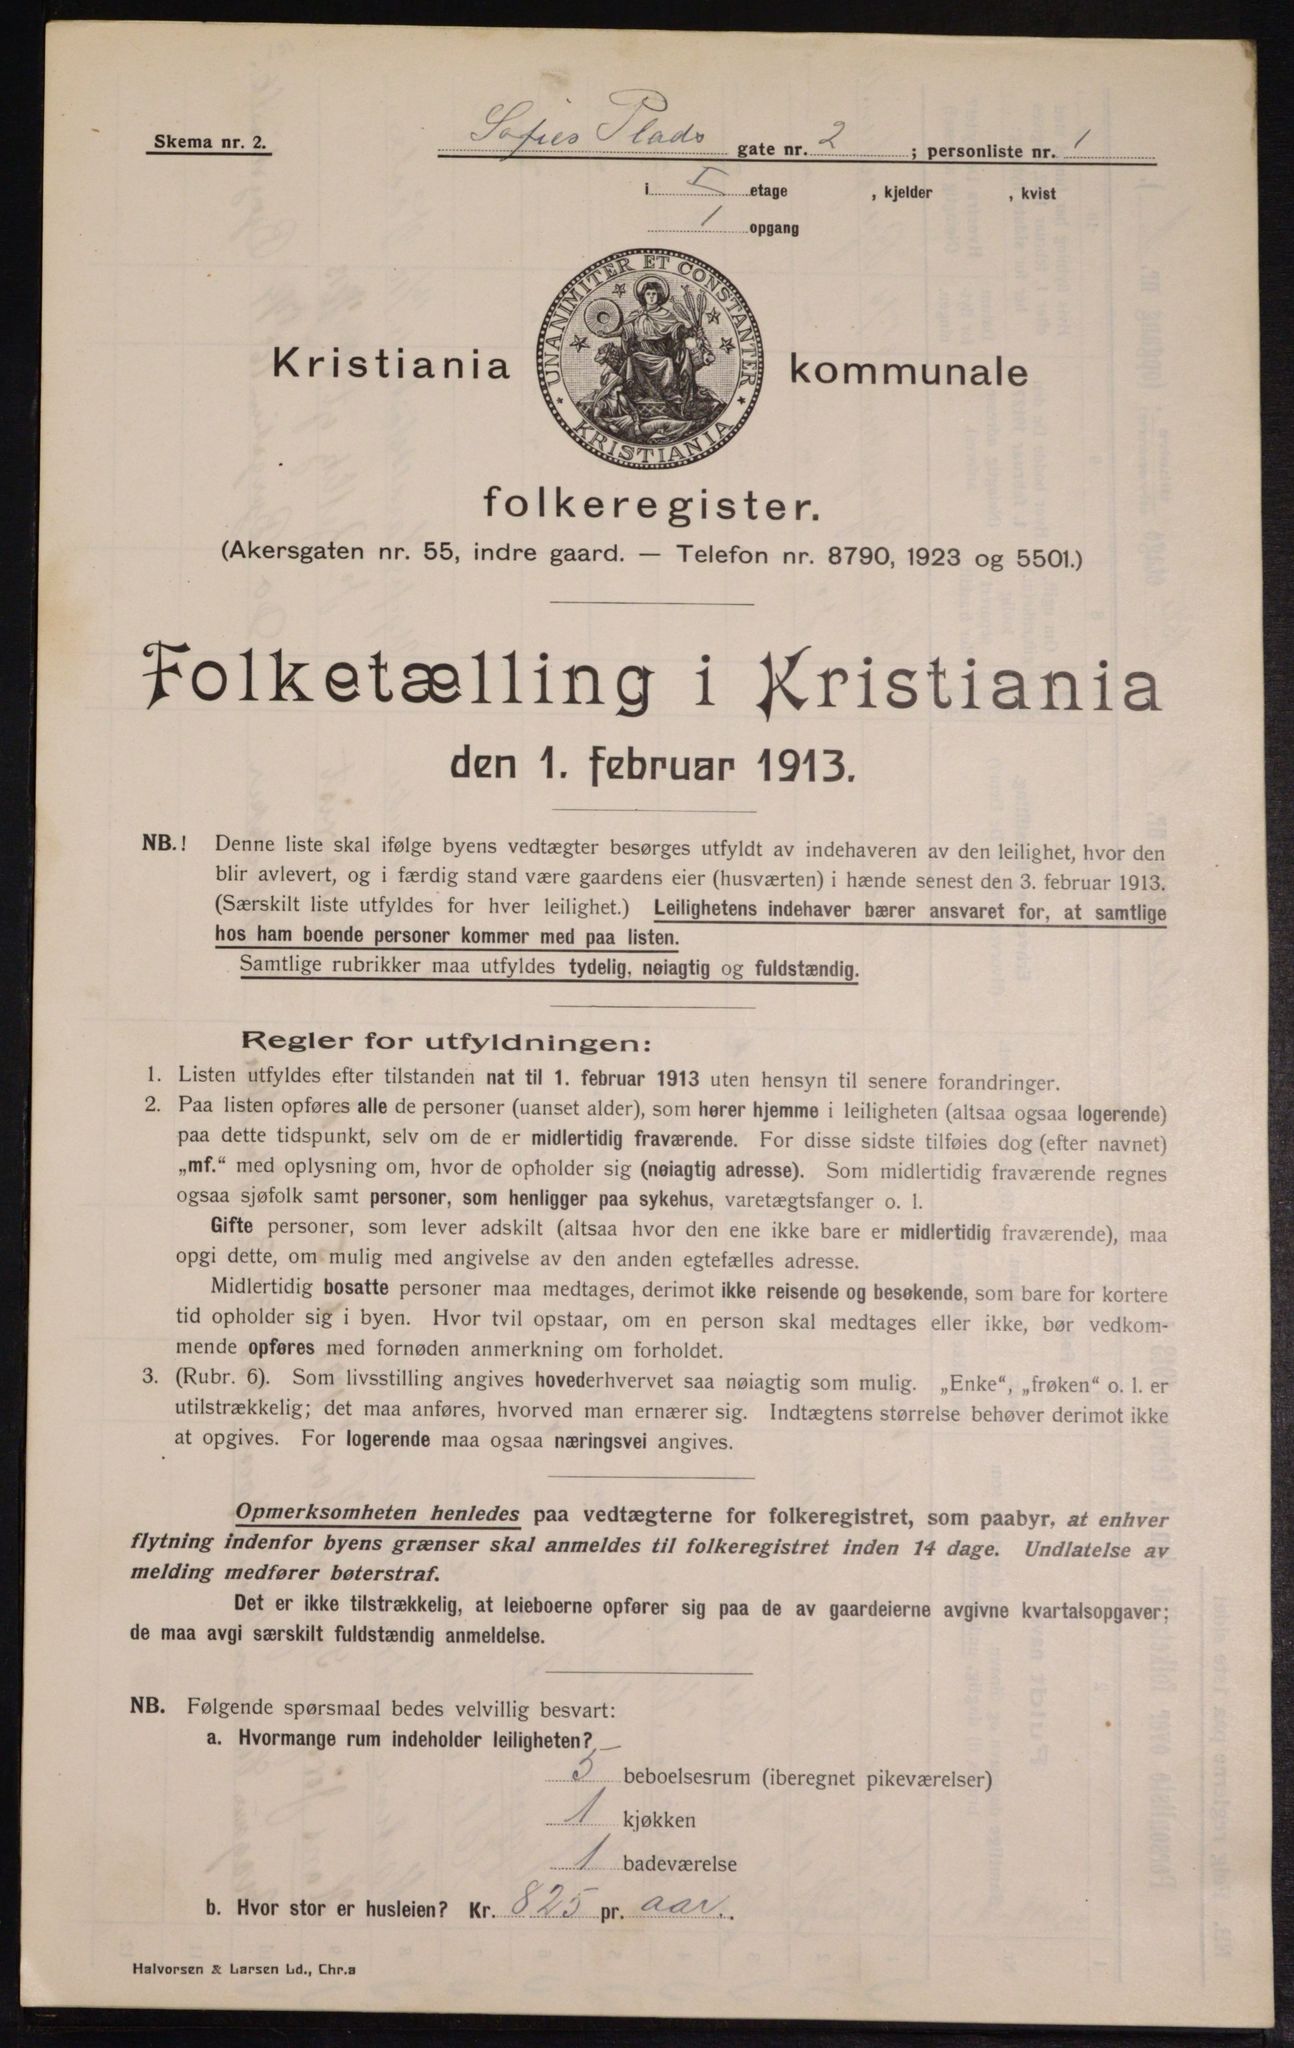 Skema nr. 2.
Sofies Plads gate nr. 2 ; personliste nr. 1
i I etage , kjelder , kvist
1 opgang
UNANIMITER ET CONSTANTER
KRISTIANIA
Kristiania kommunale
folkeregister.
(Akersgaten nr. 55, indre gaard. — Telefon nr. 8790, 1923 og 5501.)
Folketælling i Kristiania
den 1. februar 1913.
NB.! Denne liste skal ifølge byens vedtægter besørges utfyldt av indehaveren av den leilighet, hvor den
blir avlevert, og i færdig stand være gaardens eier (husværten) i hænde senest den 3. februar 1913.
(Særskilt liste utfyldes for hver leilighet.) Leilighetens indehaver bærer ansvaret for, at samtlige
hos ham boende personer kommer med paa listen.
Samtlige rubrikker maa utfyldes tydelig, nøiagtig og fuldstændig.
Regler for utfyldningen:
1. Listen utfyldes efter tilstanden nat til 1. februar 1913 uten hensyn til senere forandringer.
2. Paa listen opføres alle de personer (uanset alder), som hører hjemme i leiligheten (altsaa ogsaa logerende)
paa dette tidspunkt, selv om de er midlertidig fraværende. For disse sidste tilføies dog (efter navnet)
„mf.“ med oplysning om, hvor de opholder sig (nøiagtig adresse). Som midlertidig fraværende regnes
ogsaa sjøfolk samt personer, som henligger paa sykehus, varetægtsfanger o. l.
Gifte personer, som lever adskilt (altsaa hvor den ene ikke bare er midlertidig fraværende), maa
opgi dette, om mulig med angivelse av den anden egtefælles adresse.
Midlertidig bosatte personer maa medtages, derimot ikke reisende og besøkende, som bare for kortere
tid opholder sig i byen. Hvor tvil opstaar, om en person skal medtages eller ikke, bør vedkom-
mende opføres med fornøden anmerkning om forholdet.
3. (Rubr. 6). Som livsstilling angives hovederhvervet saa nøiagtig som mulig. „Enke“, „frøken“ o. l. er
utilstrækkelig; det maa anføres, hvorved man ernærer sig. Indtægtens størrelse behøver derimot ikke
at opgives. For logerende maa ogsaa næringsvei angives.
Opmerksomheten henledes paa vedtægterne for folkeregistret, som paabyr, at enhver
flytning indenfor byens grænser skal anmeldes til folkeregistret inden 14 dage. Undlatelse av
melding medfører bøterstraf.
Det er ikke tilstrækkelig, at leieboerne opfører sig paa de av gaardeierne avgivne kvartalsopgaver;
de maa avgi særskilt fuldstændig anmeldelse.
NB. Følgende spørsmaal bedes velvillig besvart:
a. Hvormange rum indeholder leiligheten?
5 beboelsesrum (iberegnet pikeværelser)
1 kjøkken
1 badeværelse
b. Hvor stor er husleien? Kr. 825 pr. aar.
Halvorsen & Larsen Ld., Chr.a